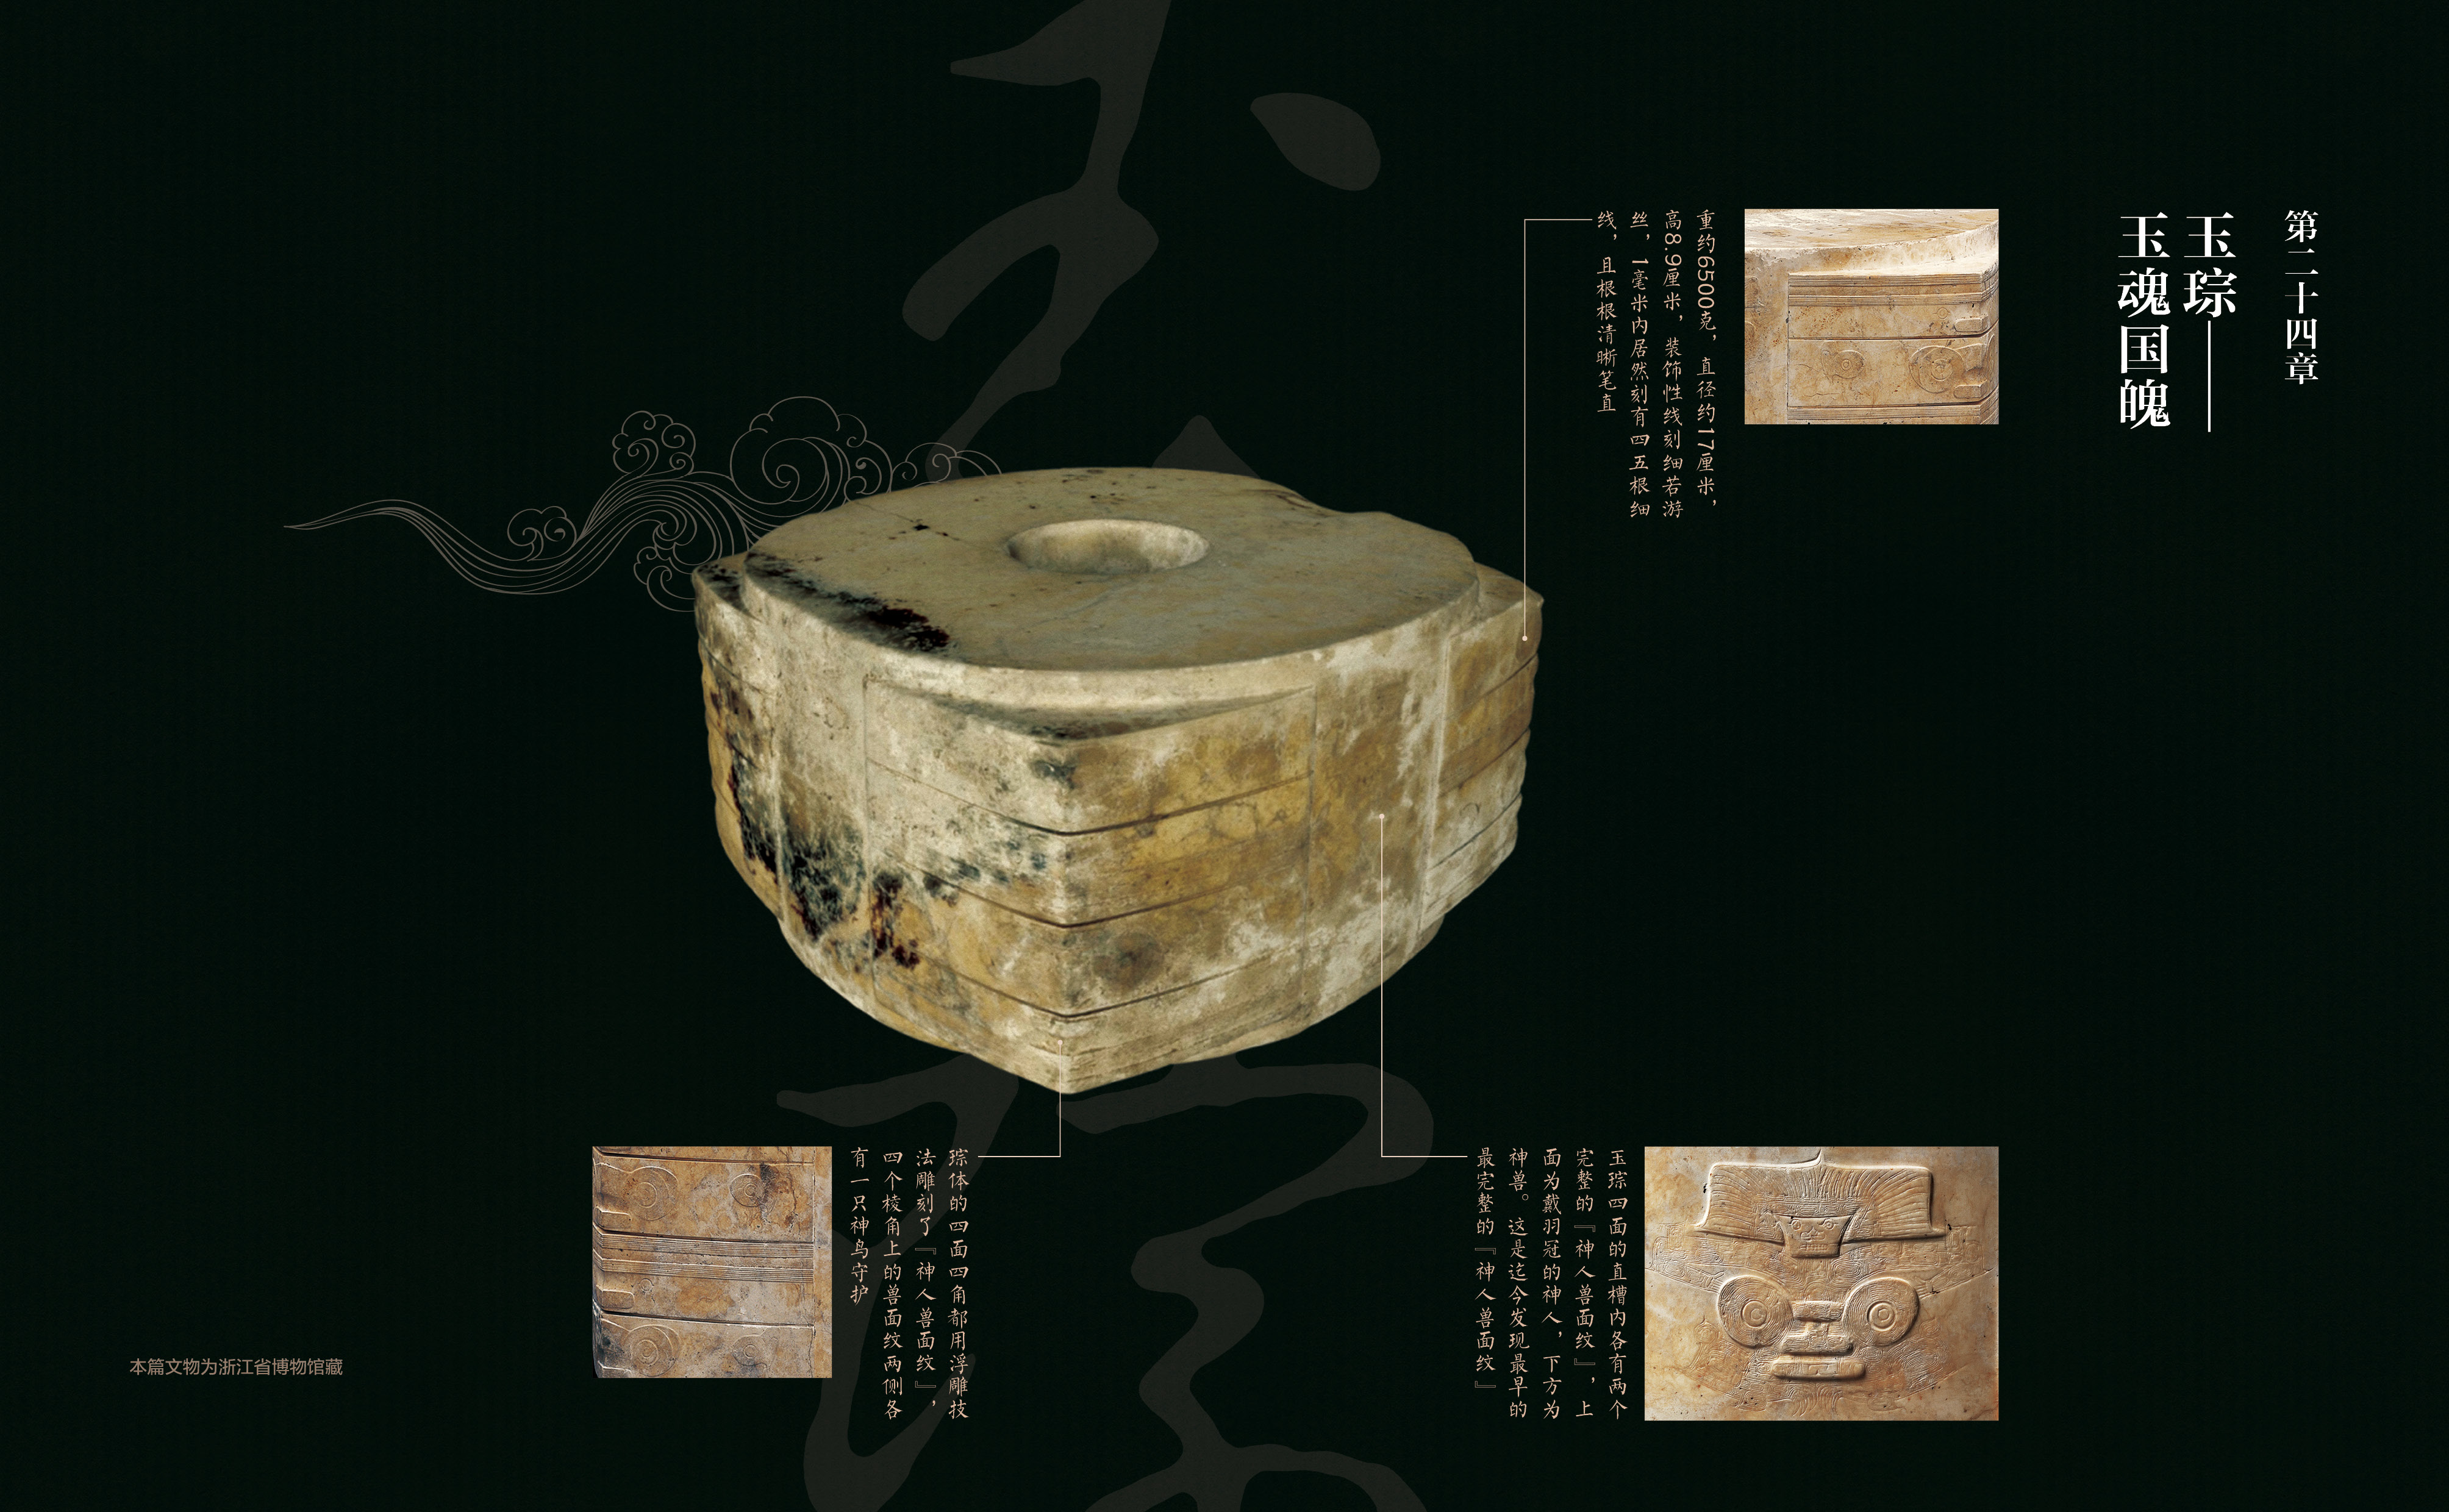 第二十四章
玉琮——
玉魂国魄
重约6500克，直径约17厘米，
高8.9厘米，装饰性线刻细若游
丝，1毫米内居然刻有四五根细
线，且根根清晰笔直
玉琮四面的直槽内各有两个
完整的『神人兽面纹』，上
面为戴羽冠的神人，下方为
神兽。这是迄今发现最早的
最完整的『神人兽面纹』
琮体的四面四角都用浮雕技
法雕刻了『神人兽面纹』，
四个棱角上的兽面纹两侧各
有一只神鸟守护
本篇文物为浙江省博物馆藏